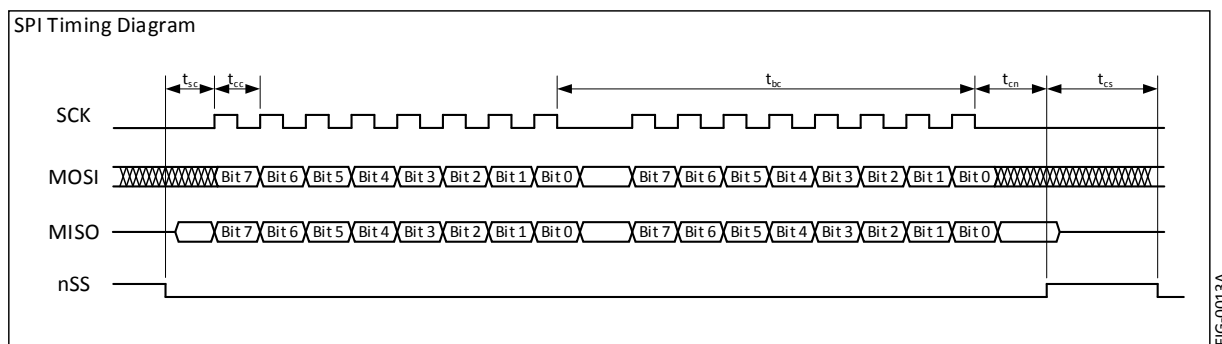 SPI Timing Diagram
tsc tcc tbc tcn tcs
SCK
MOSI Bit 7 Bit 6 Bit 5 Bit 4 Bit 3 Bit 2 Bit 1 Bit 0 Bit 7 Bit 6 Bit 5 Bit 4 Bit 3 Bit 2 Bit 1 Bit 0
MISO Bit 7 Bit 6 Bit 5 Bit 4 Bit 3 Bit 2 Bit 1 Bit 0 Bit 7 Bit 6 Bit 5 Bit 4 Bit 3 Bit 2 Bit 1 Bit 0
nSS
FIG-0013A